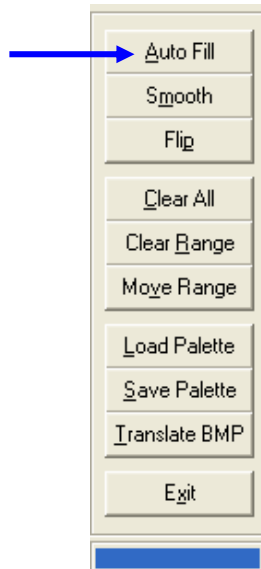 Auto Fill
Smooth
Flip
Clear All
Clear Range
Move Range
Load Palette
Save Palette
Translate BMP
Exit